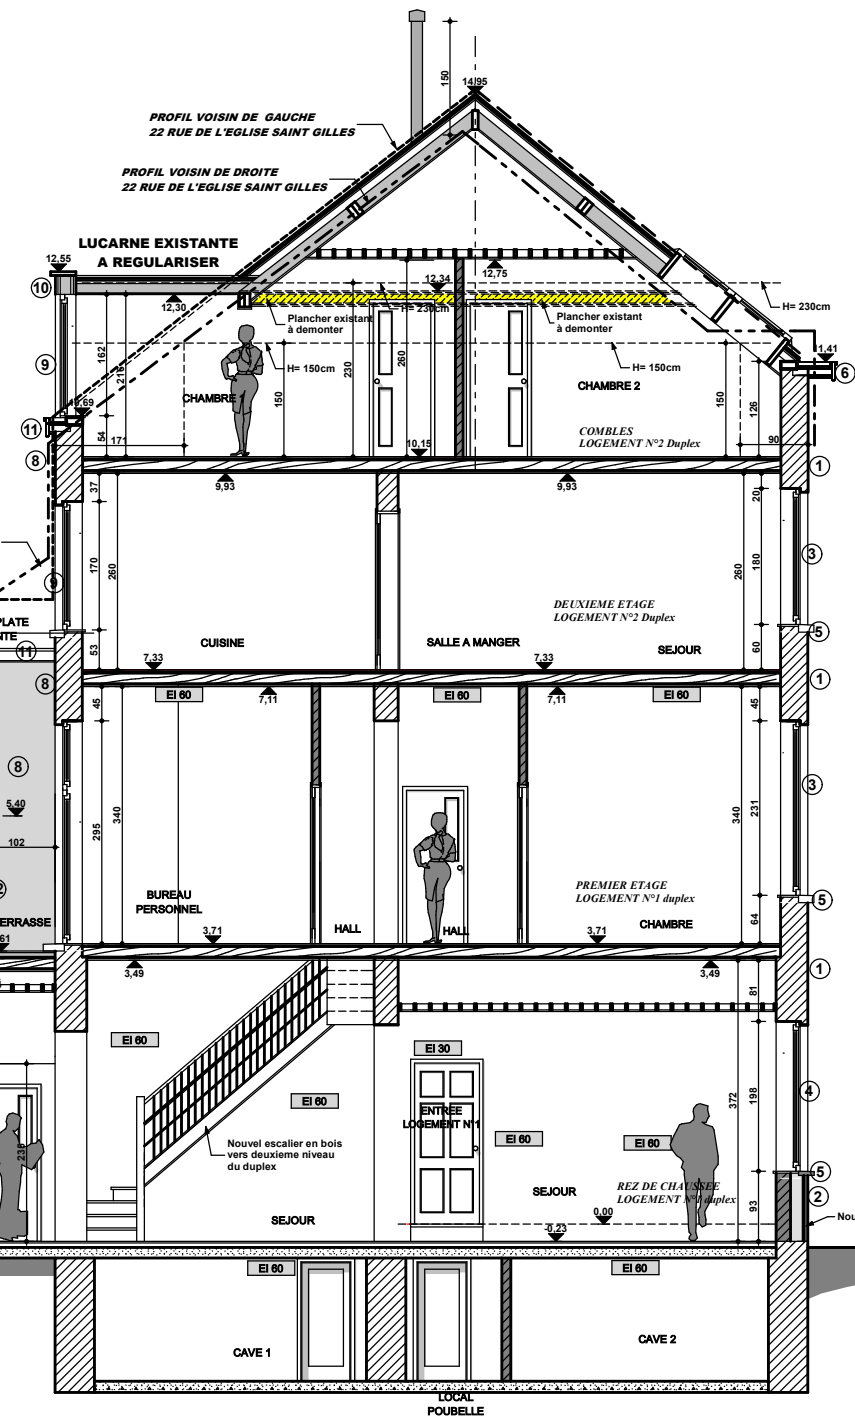 150
14,95
PROFIL VOISIN DE GAUCHE
22 RUE DE L'EGLISE SAINT GILLES
PROFIL VOISIN DE DROITE
22 RUE DE L'EGLISE SAINT GILLES
LUCARNE EXISTANTE
A REGULARISER
12,55
10
12,30
12,34
12,75
H= 230cm
H= 230cm
Plancher existant
à demonter
Plancher existant
à demonter
1,41
6
9
162
216
230
260
H= 150cm
H= 150cm
150
150
126
CHAMBRE 1
CHAMBRE 2
11
54
171
90
COMBLES
LOGEMENT N°2 Duplex
10,15
8
1
9,93
9,93
37
20
170
260
260
180
3
9
DEUXIEME ETAGE
LOGEMENT N°2 Duplex
PLATE
11
53
CUISINE
SALLE A MANGER
SEJOUR
60
5
7,33
7,33
8
1
EI 60
EI 60
EI 60
7,11
7,11
45
45
8
3
5,40
295
340
340
231
102
PREMIER ETAGE
LOGEMENT N°1 duplex
BUREAU
PERSONNEL
5
ERRASSE
HALL
HALL
CHAMBRE
64
3,71
3,71
61
3,49
3,49
1
81
EI 60
EI 30
372
198
4
EI 60
ENTREE
LOGEMENT N°1
EI 60
EI 60
Nouvel escalier en bois
vers deuxieme niveau
du duplex
235
5
REZ DE CHAUSSEE
LOGEMENT N°1 duplex
2
SEJOUR
SEJOUR
93
0,00
-0,23
Nou
EI 60
EI 60
CAVE 1
CAVE 2
LOCAL
POUBELLE